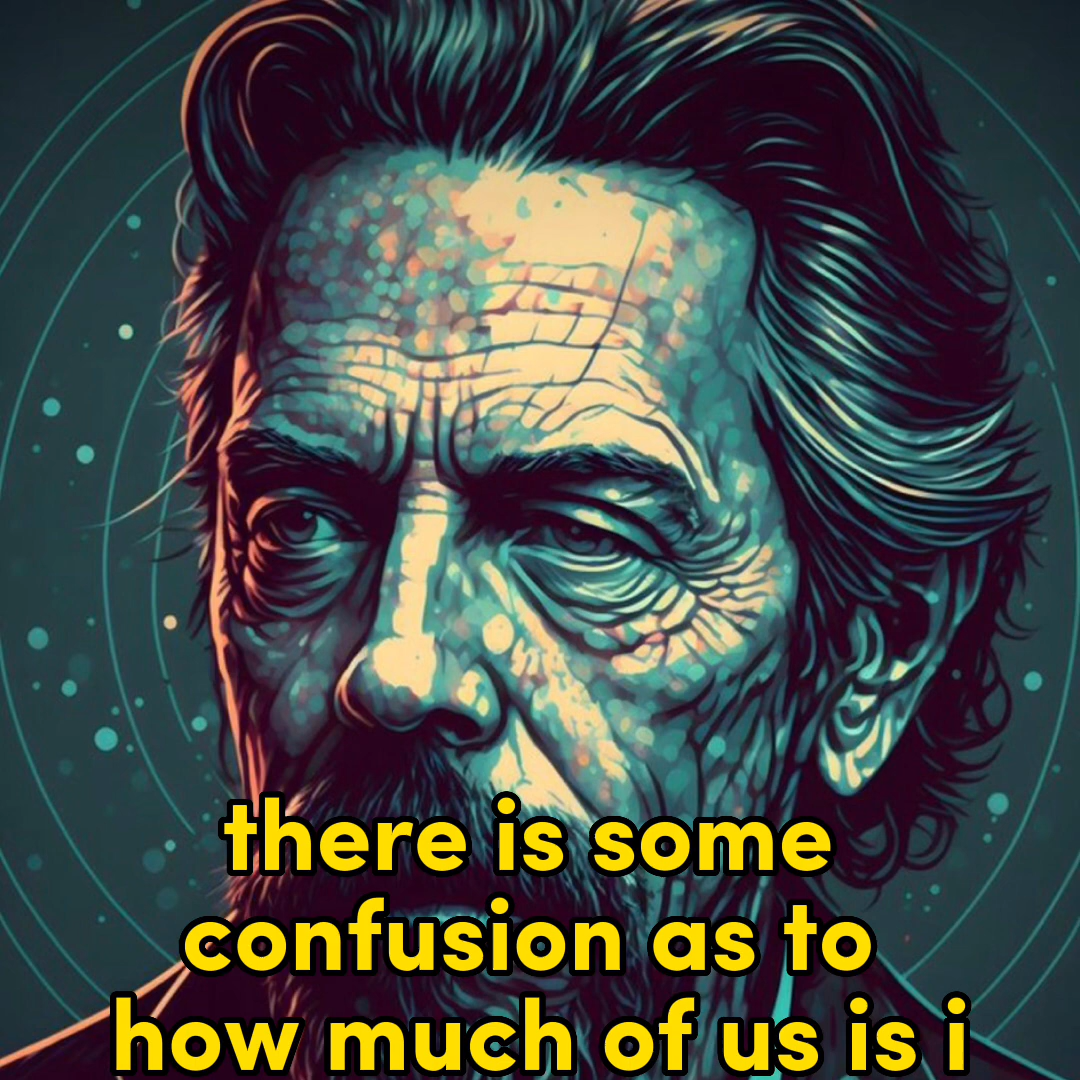 there is some
confusion as to
how much of us is i